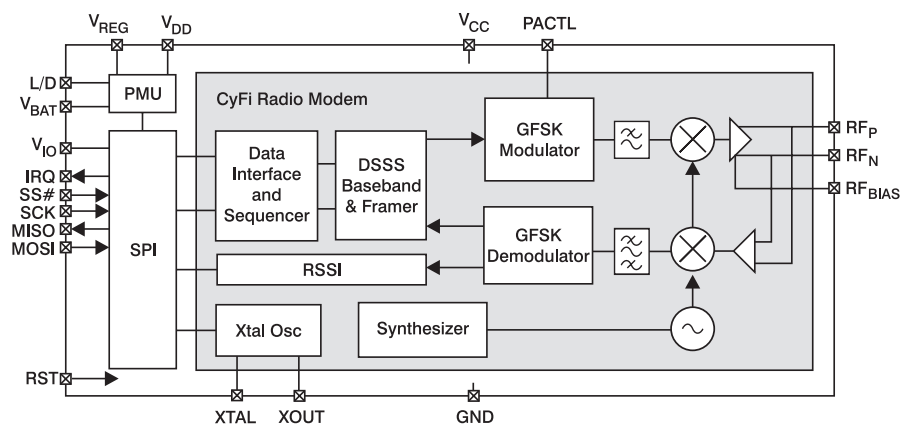 VREG
VDD
VCC
PACTL
L/D
VBAT
PMU
CyFi Radio Modem
VIO
IRQ
SS#
SCK
MISO
MOSI
SPI
Data
Interface
and
Sequencer
DSSS
Baseband
& Framer
GFSK
Modulator
GFSK
Demodulator
RSSI
Xtal Osc
Synthesizer
RFP
RFN
RFBIAS
RST
XTAL
XOUT
GND